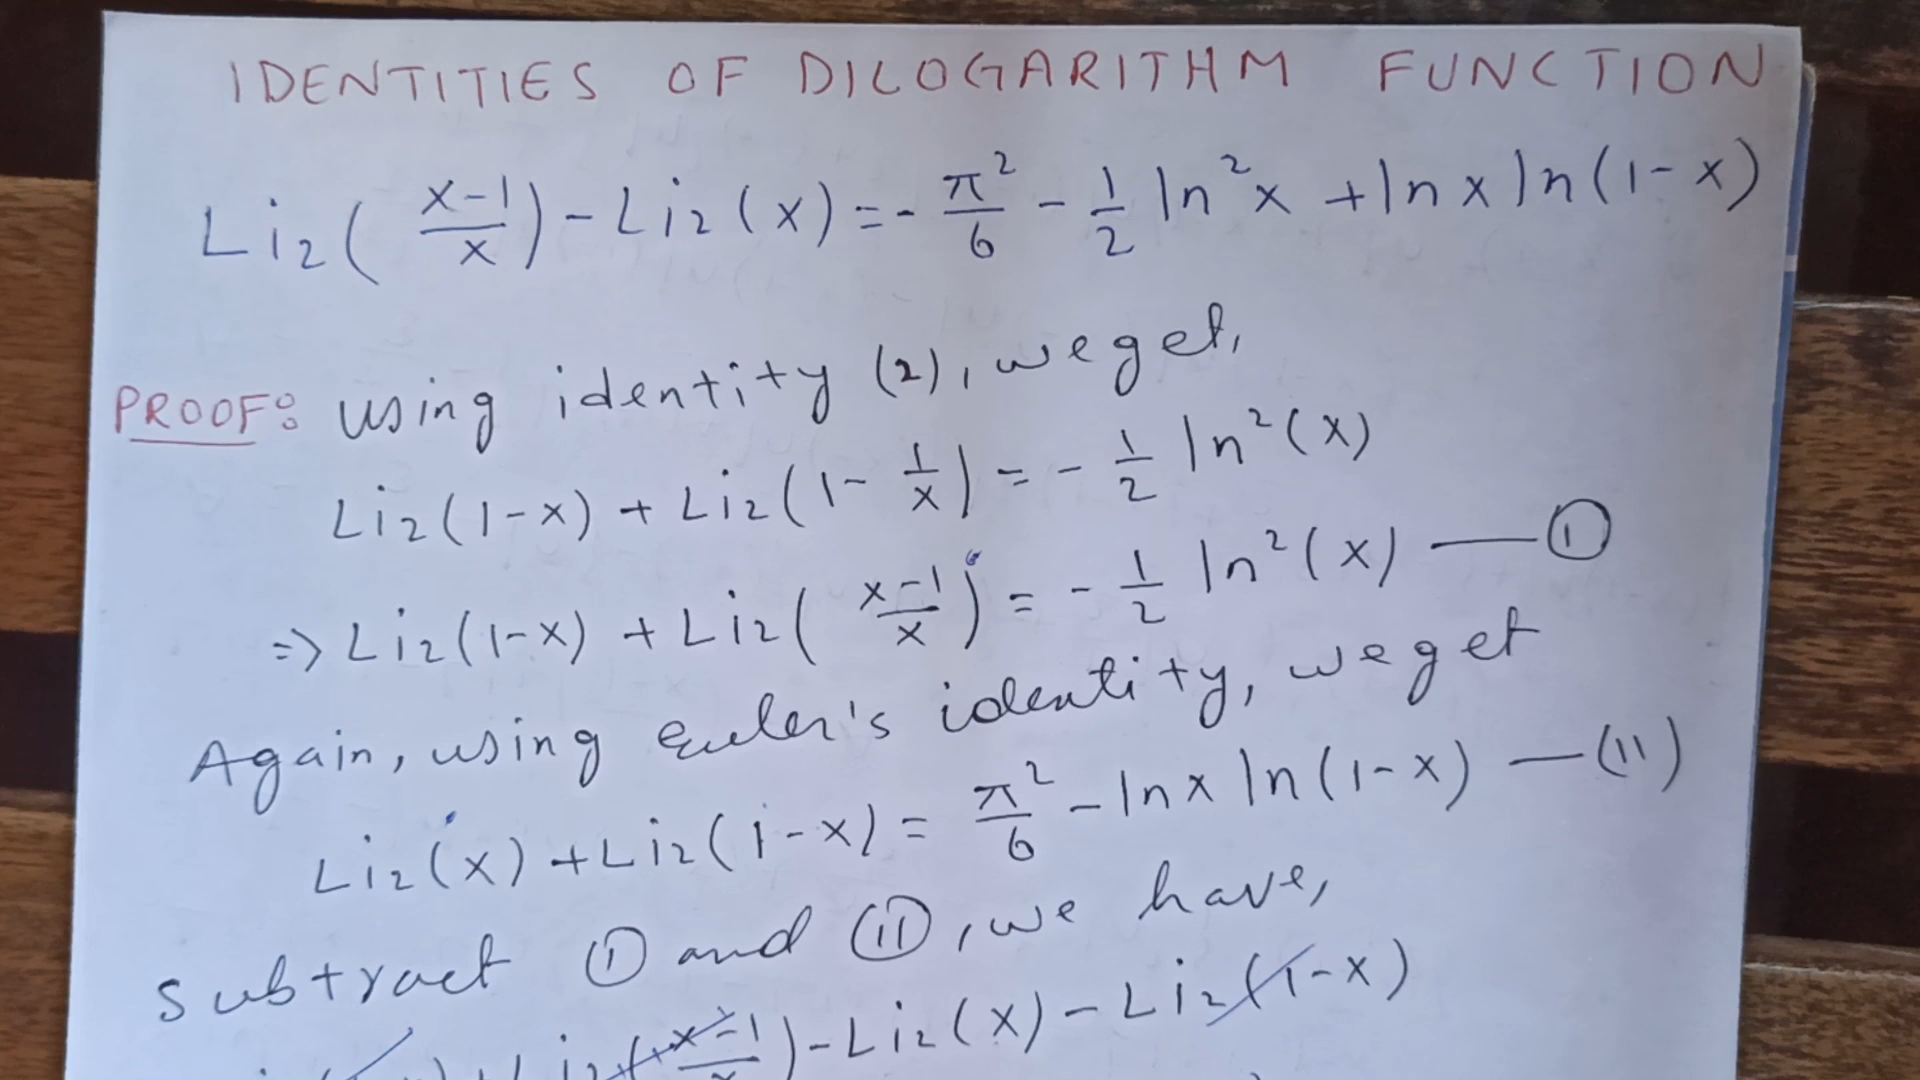 IDENTITIES OF DILOGARITHM FUNCTION
Li₂( (x-1)/x ) - Li₂(x) = - π²/6 - 1/2 ln²x + ln x ln(1-x)
PROOF: using identity (2), we get,
Li₂(1-x) + Li₂(1- 1/x) = - 1/2 ln²(x)
=> Li₂(1-x) + Li₂( (x-1)/x ) = - 1/2 ln²(x) — (1)
Again, using Euler's identity, we get
Li₂(x) + Li₂(1-x) = π²/6 - ln x ln(1-x) — (11)
Subtract (1) and (11), we have,
( (x-1)/x ) - Li₂(x) - Li₂(1-x)